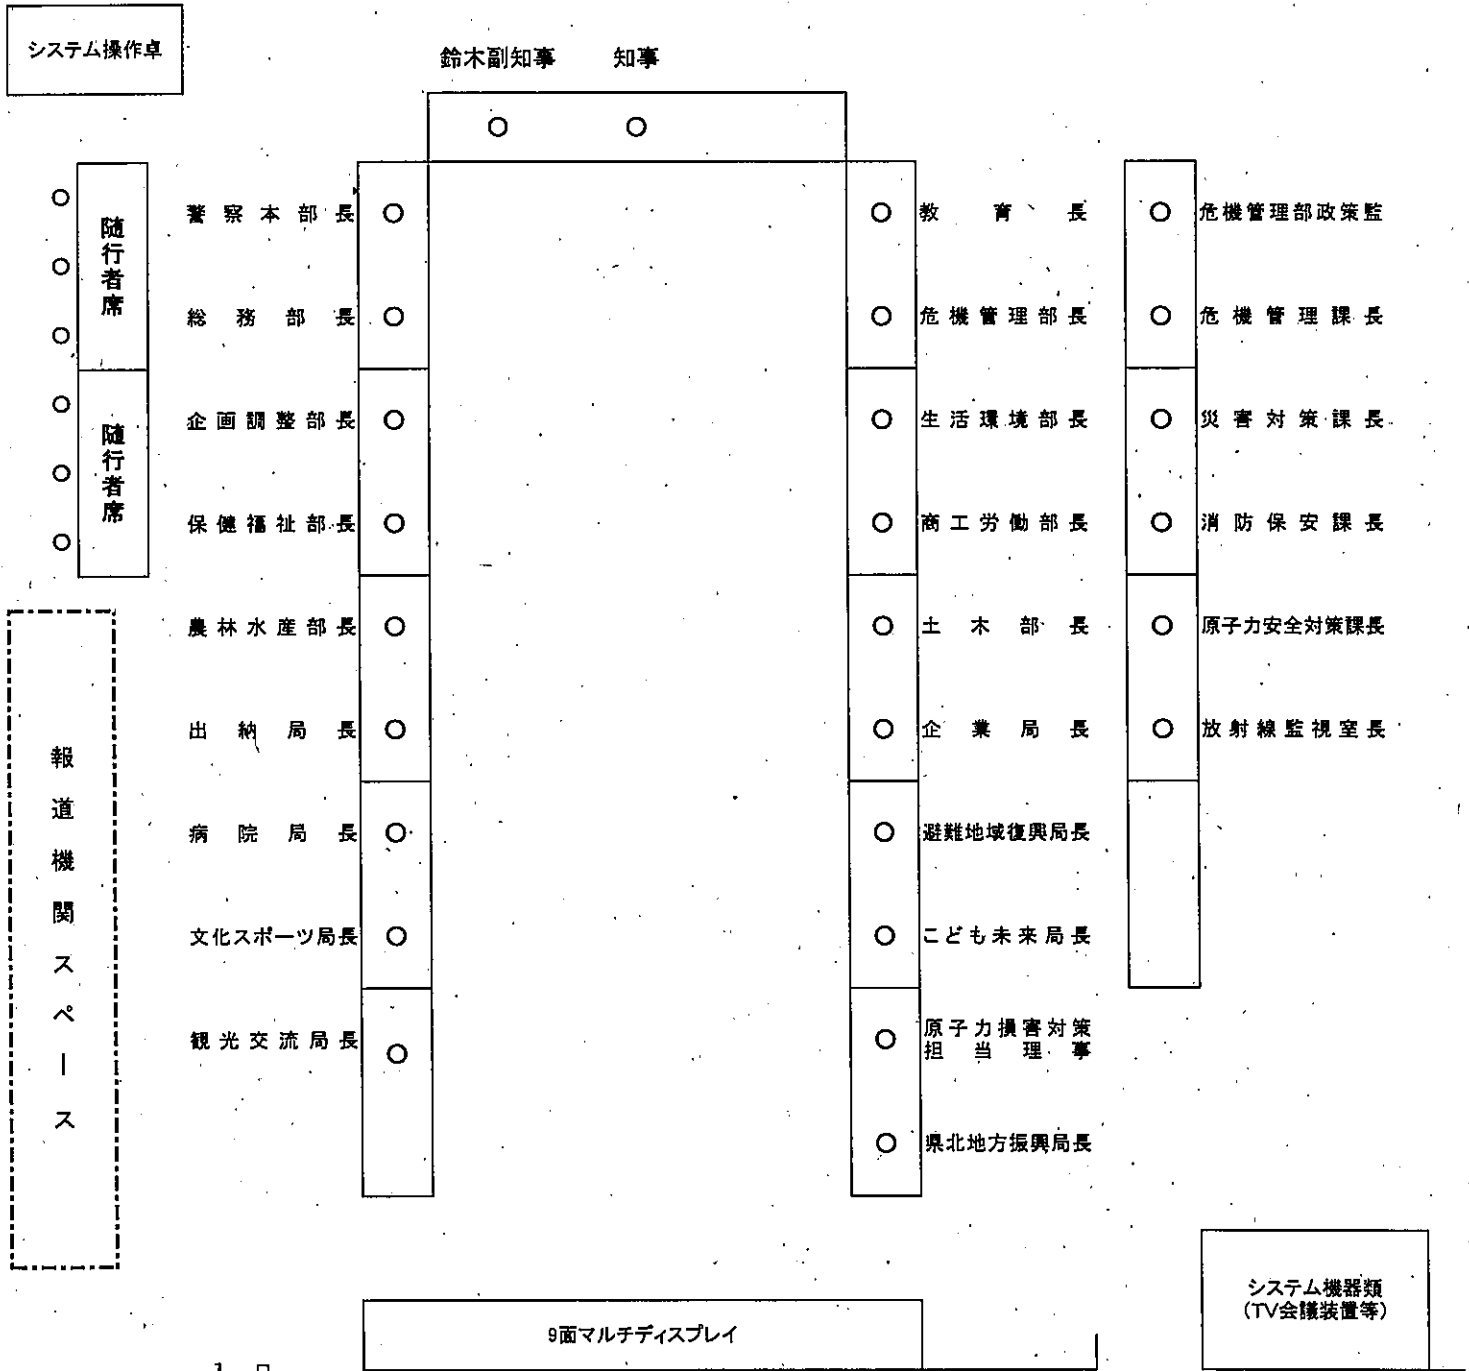 システム操作卓
鈴木副知事 知事
随行者席
随行者席
報道機関スペース
警察本部長
総務部長
企画調整部長
保健福祉部長
農林水産部長
出納局長
病院局長
文化スポーツ局長
観光交流局長
教育長
危機管理部長
生活環境部長
商工労働部長
土木部長
企業局長
避難地域復興局長
こども未来局長
原子力損害対策
担当理事
県北地方振興局長
危機管理部政策監
危機管理課長
災害対策課長
消防保安課長
原子力安全対策課長
放射線監視室長
システム機器類
(TV会議装置等)
9面マルチディスプレイ